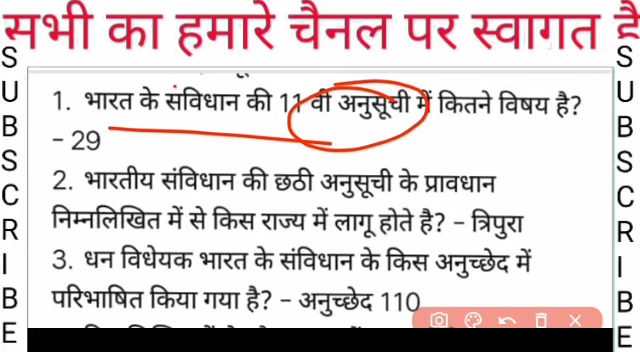 सभी का हमारे चैनल पर स्वागत है
SUBSCRIBE
1. भारत के संविधान की 11 वी अनुसूची में कितने विषय है?
- 29
2. भारतीय संविधान की छठी अनुसूची के प्रावधान
निम्नलिखित में से किस राज्य में लागू होते है? - त्रिपुरा
3. धन विधेयक भारत के संविधान के किस अनुच्छेद में
परिभाषित किया गया है? - अनुच्छेद 110
SUBSCRIBE